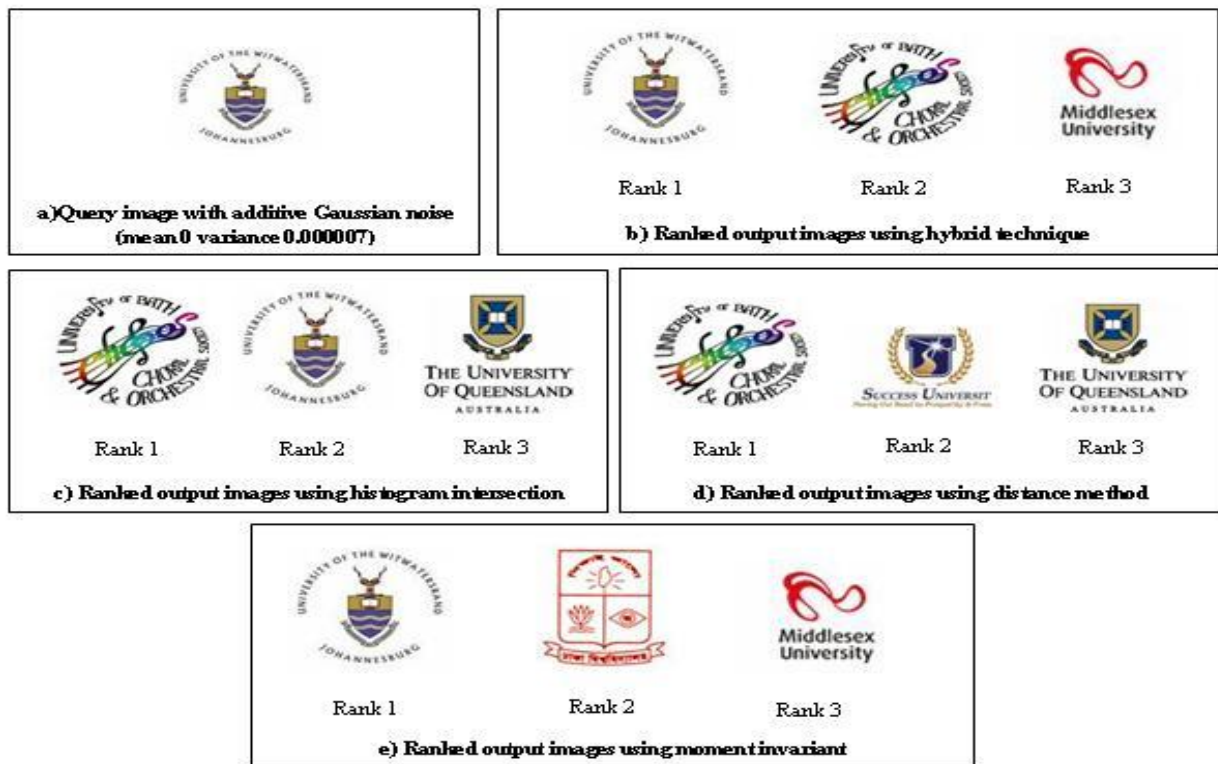 UNIVERSITY OF THE WITWATERSRAND
JOHANNESBURG
a)Query image with additive Gaussian noise
(mean 0 variance 0.000007)
UNIVERSITY OF THE WITWATERSRAND
JOHANNESBURG
UNIVERSITY OF BATH
CHORAL
& ORCHESTRAL SOCIETY
Middlesex
University
Rank 1
Rank 2
Rank 3
b) Ranked output images using hybrid technique
UNIVERSITY OF BATH
CHORAL
& ORCHESTRAL SOCIETY
UNIVERSITY OF THE WITWATERSRAND
JOHANNESBURG
THE UNIVERSITY
OF QUEENSLAND
AUSTRALIA
Rank 1
Rank 2
Rank 3
c) Ranked output images using histogram intersection
UNIVERSITY OF BATH
CHORAL
& ORCHESTRAL SOCIETY
SUCCESS UNIVERSIT
THE UNIVERSITY
OF QUEENSLAND
AUSTRALIA
Rank 1
Rank 2
Rank 3
d) Ranked output images using distance method
UNIVERSITY OF THE WITWATERSRAND
JOHANNESBURG
ঢাকা বিশ্ববিদ্যালয়
Middlesex
University
Rank 1
Rank 2
Rank 3
e) Ranked output images using moment invariant